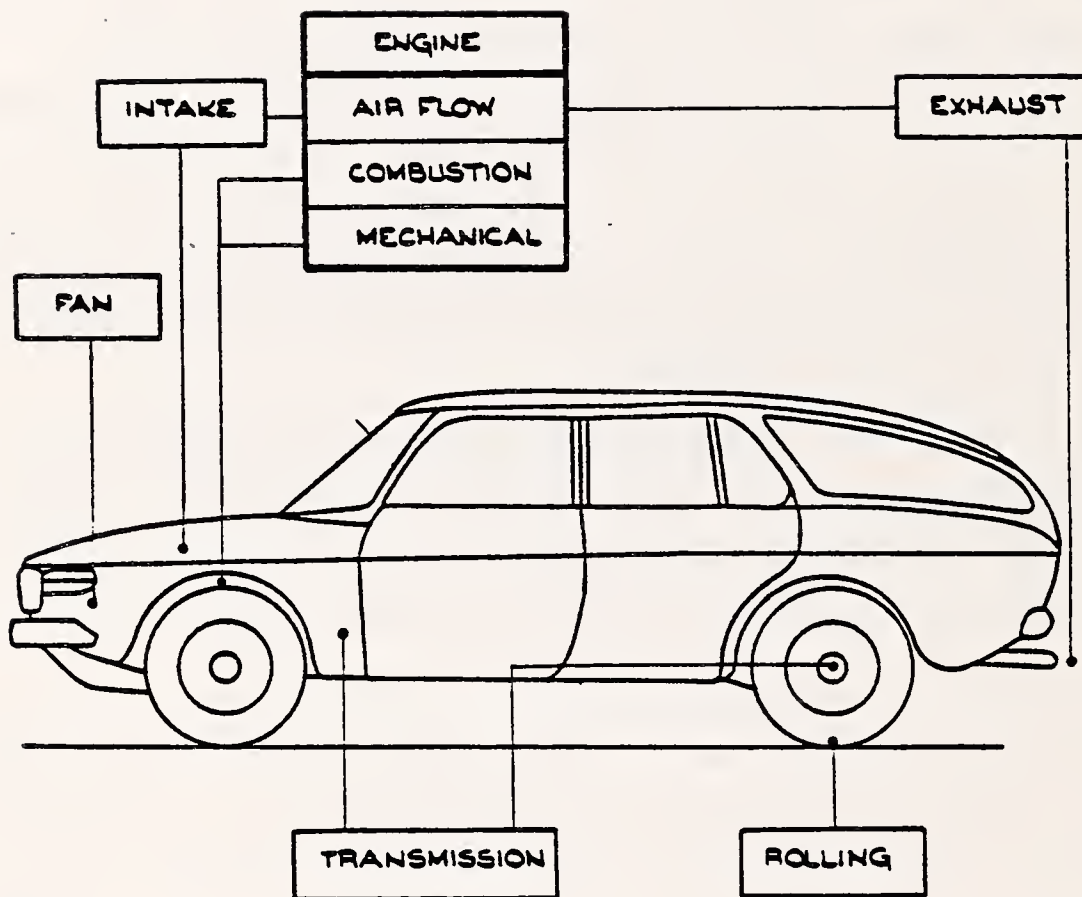 ENGINE
INTAKE
AIR FLOW
EXHAUST
COMBUSTION
MECHANICAL
FAN
TRANSMISSION
ROLLING